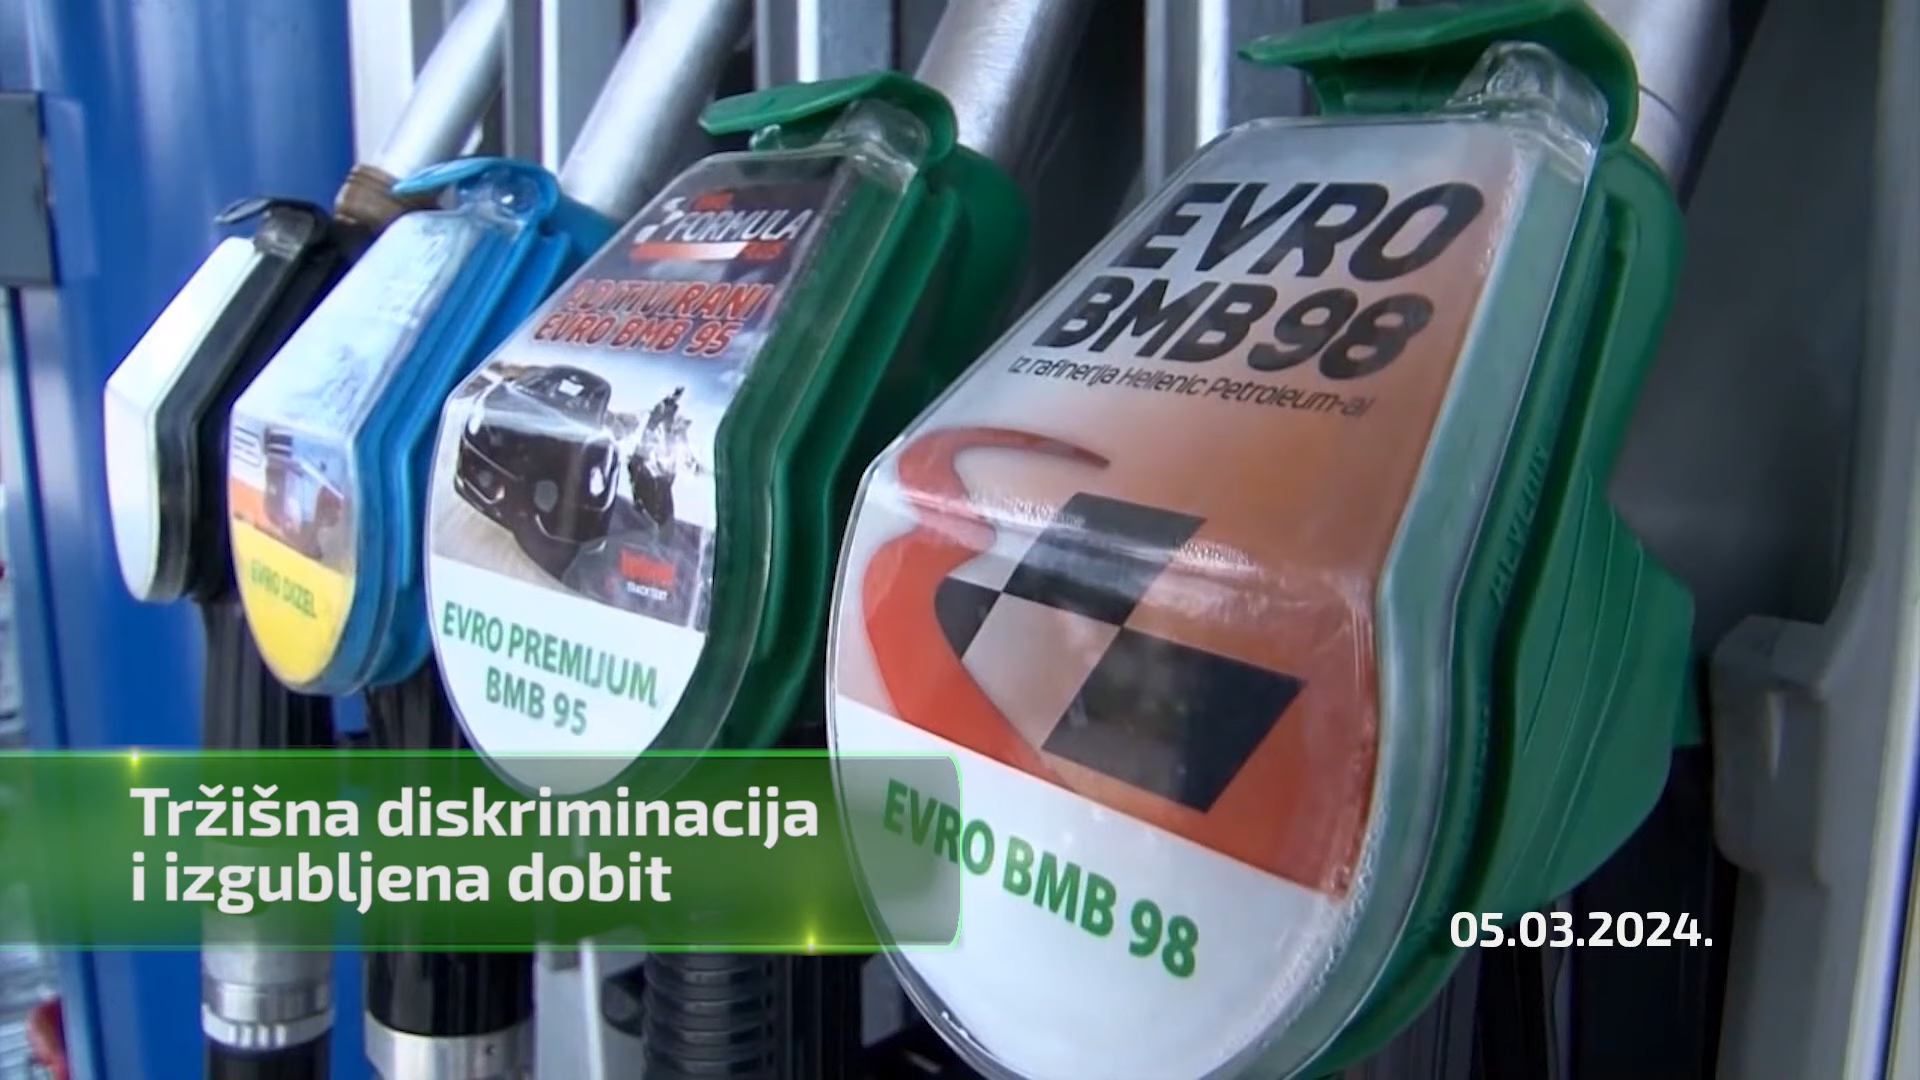 FORMULA
ADITIVIRANI
EVRO BMB 95
EVRO
BMB 98
iz rafinerija Hellenic Petroleum-a
EVRO DIZEL
EVRO PREMIJUM
BMB 95
EVRO BMB 98
Tržišna diskriminacija
i izgubljena dobit
05.03.2024.